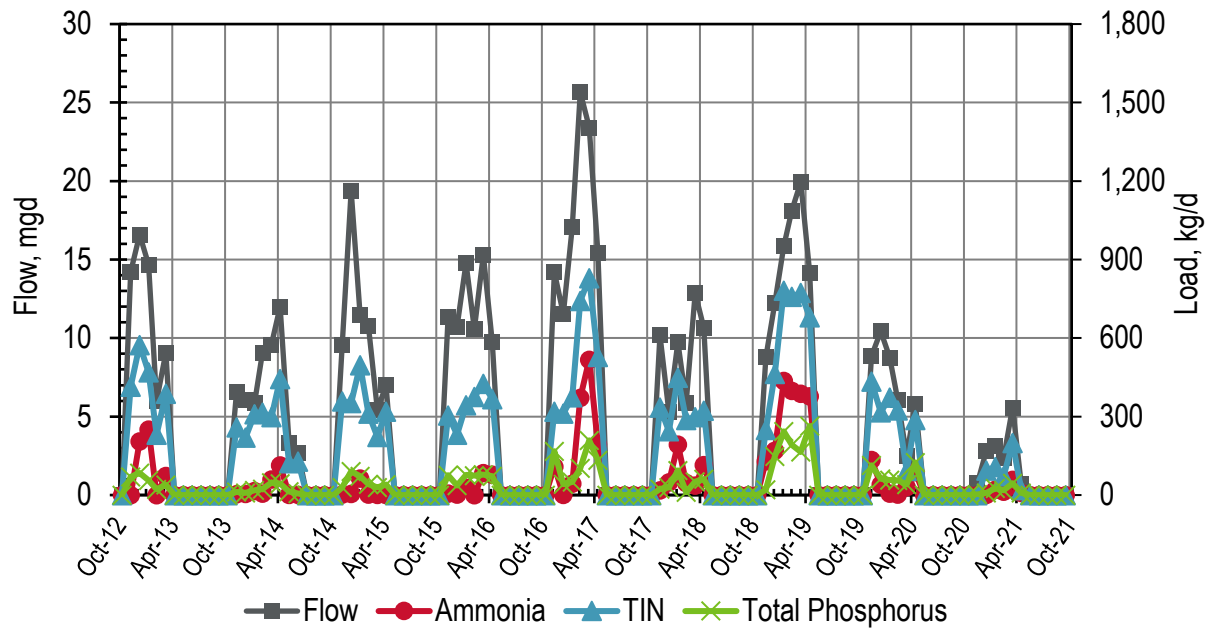 30
25
20
15
10
5
0
Flow, mgd
1,800
1,500
1,200
900
600
300
0
Load, kg/d
Oct-12
Apr-13
Oct-13
Apr-14
Oct-14
Apr-15
Oct-15
Apr-16
Oct-16
Apr-17
Oct-17
Apr-18
Oct-18
Apr-19
Oct-19
Apr-20
Oct-20
Apr-21
Oct-21
Flow Ammonia TIN Total Phosphorus